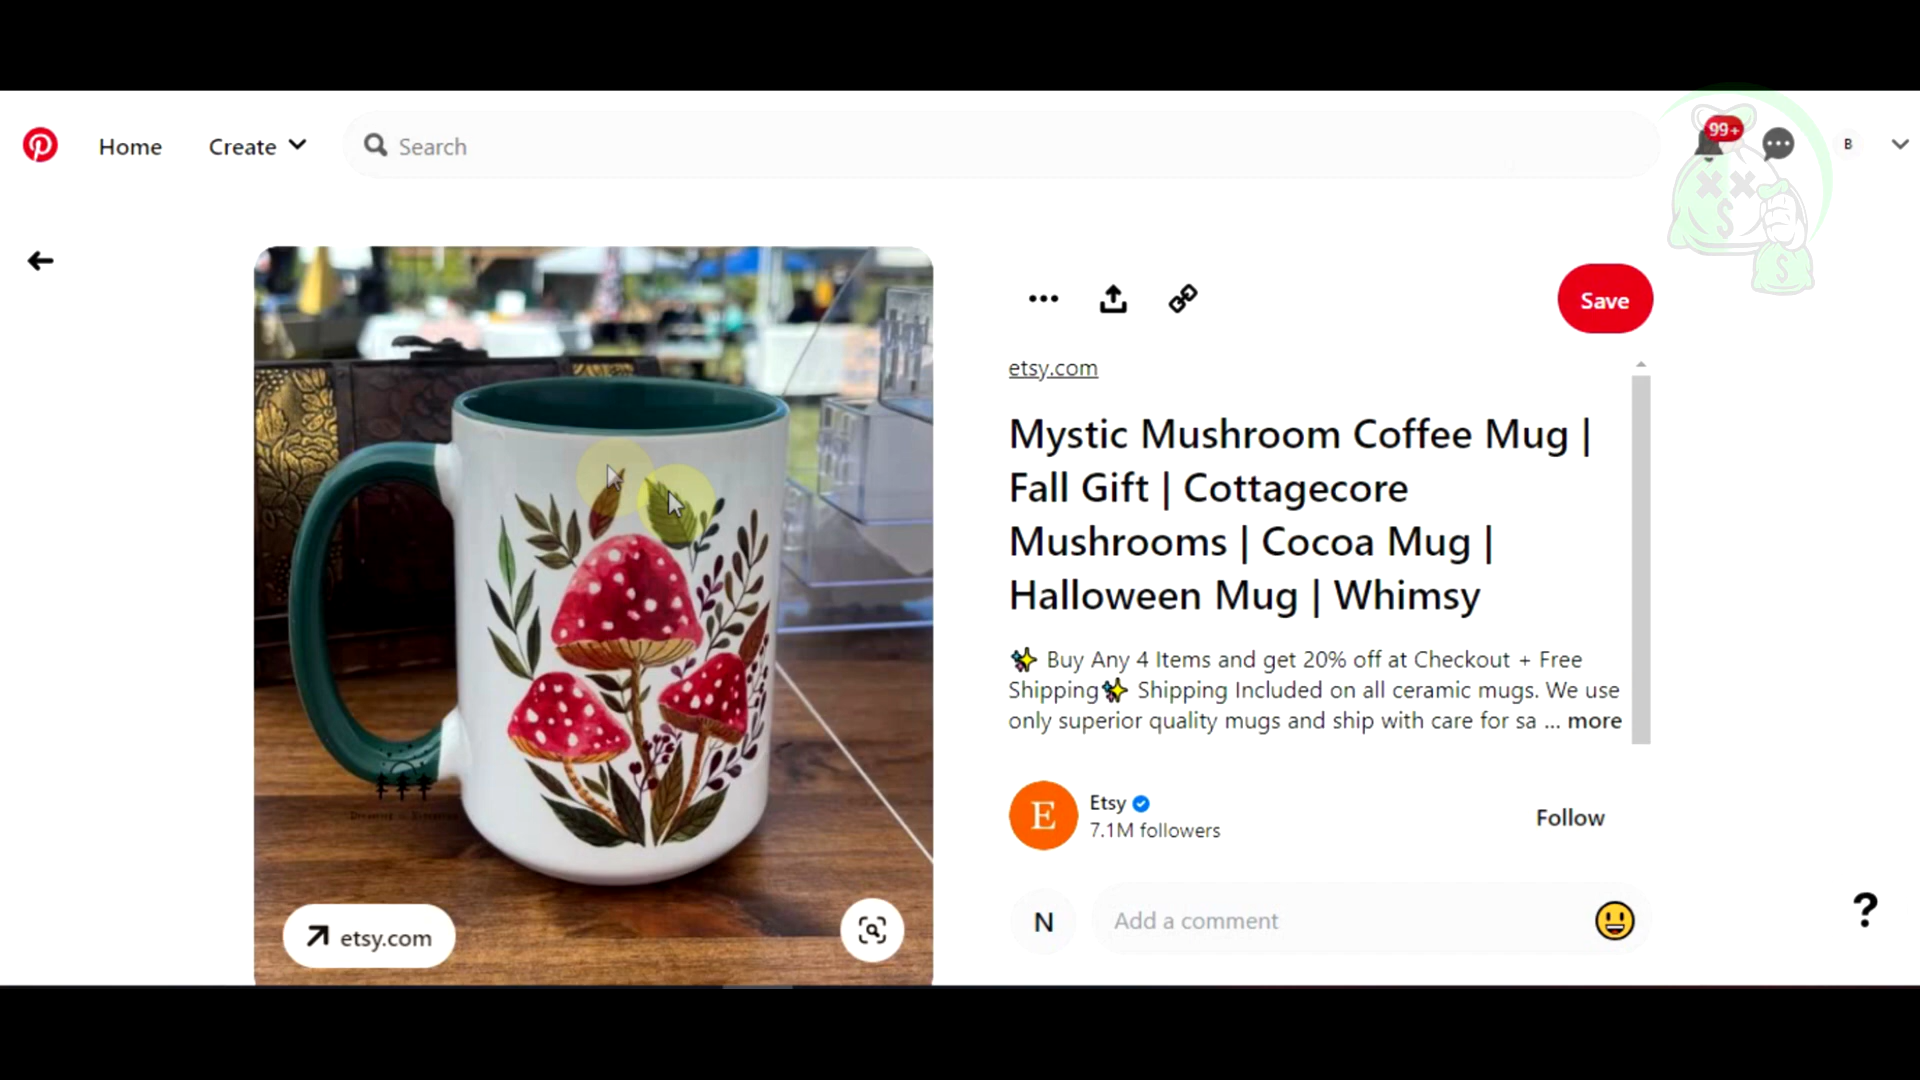 Home
Create
Search
99+
B
Save
etsy.com
Mystic Mushroom Coffee Mug |
Fall Gift | Cottagecore
Mushrooms | Cocoa Mug |
Halloween Mug | Whimsy
✨ Buy Any 4 Items and get 20% off at Checkout + Free
Shipping✨ Shipping Included on all ceramic mugs. We use
only superior quality mugs and ship with care for sa ... more
E
Etsy
7.1M followers
Follow
N
Add a comment
etsy.com
?
$
$